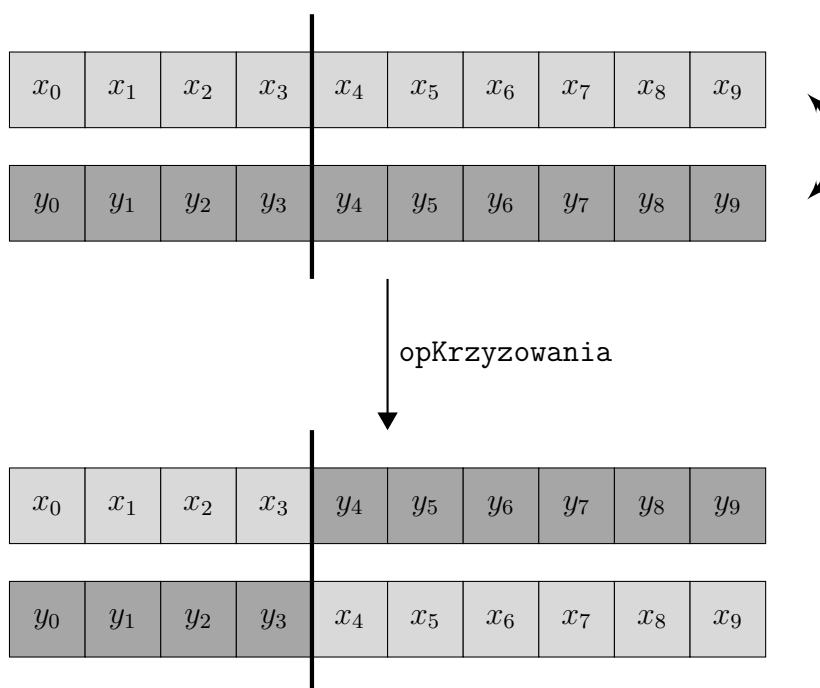 x₀ x₁ x₂ x₃ x₄ x₅ x₆ x₇ x₈ x₉
y₀ y₁ y₂ y₃ y₄ y₅ y₆ y₇ y₈ y₉
opKrzyzowania
x₀ x₁ x₂ x₃ y₄ y₅ y₆ y₇ y₈ y₉
y₀ y₁ y₂ y₃ x₄ x₅ x₆ x₇ x₈ x₉